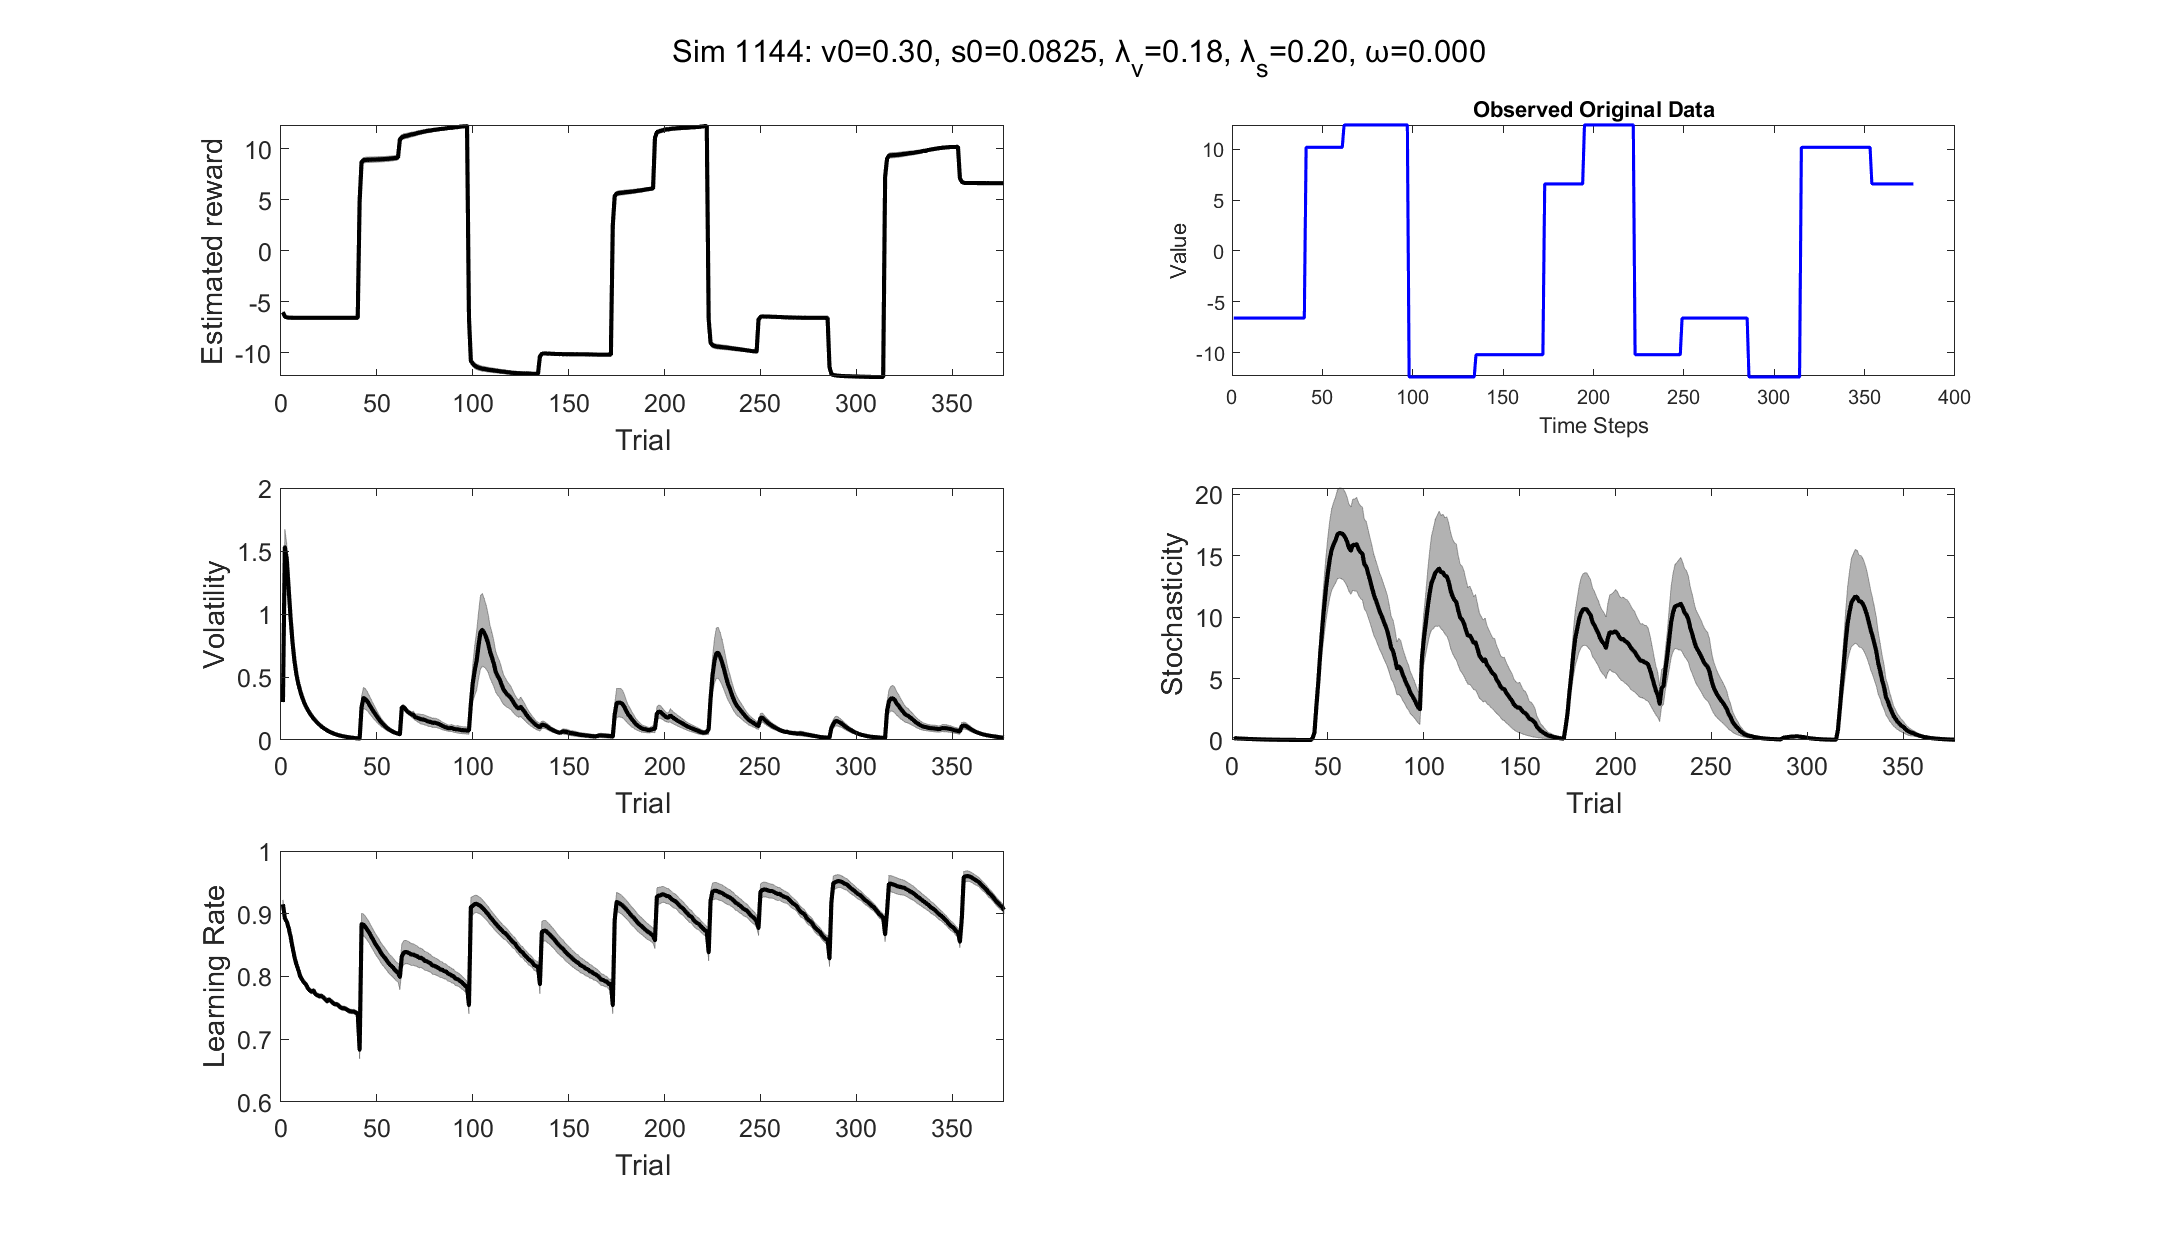 Sim 1144: v0=0.30, s0=0.0825, λ_v=0.18, λ_s=0.20, ω=0.000
Estimated reward
10
5
0
-5
-10
0 50 100 150 200 250 300 350
Trial
Observed Original Data
Value
10
5
0
-5
-10
0 50 100 150 200 250 300 350 400
Time Steps
Volatility
2
1.5
1
0.5
0
0 50 100 150 200 250 300 350
Trial
Stochasticity
20
15
10
5
0
0 50 100 150 200 250 300 350
Trial
Learning Rate
1
0.9
0.8
0.7
0.6
0 50 100 150 200 250 300 350
Trial